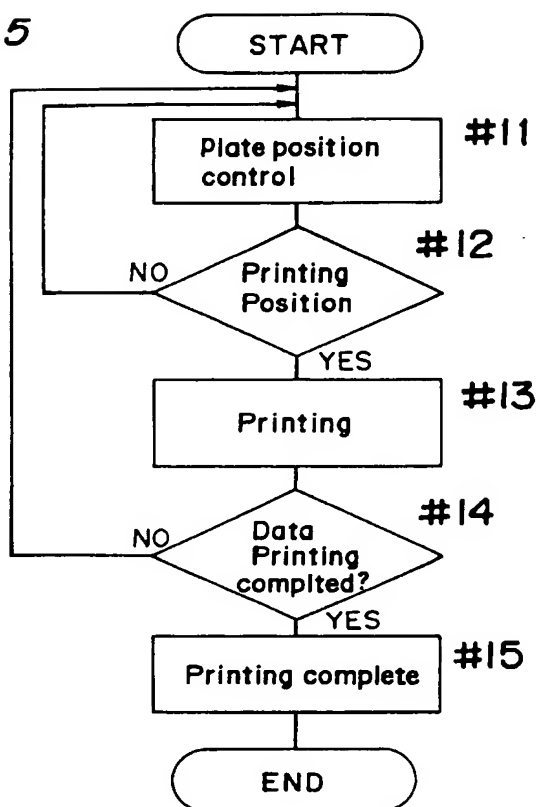 5
START
Plate position
control
#11
Printing
Position
#12
NO
YES
Printing
#13
Data
Printing
complted?
#14
NO
YES
Printing complete
#15
END